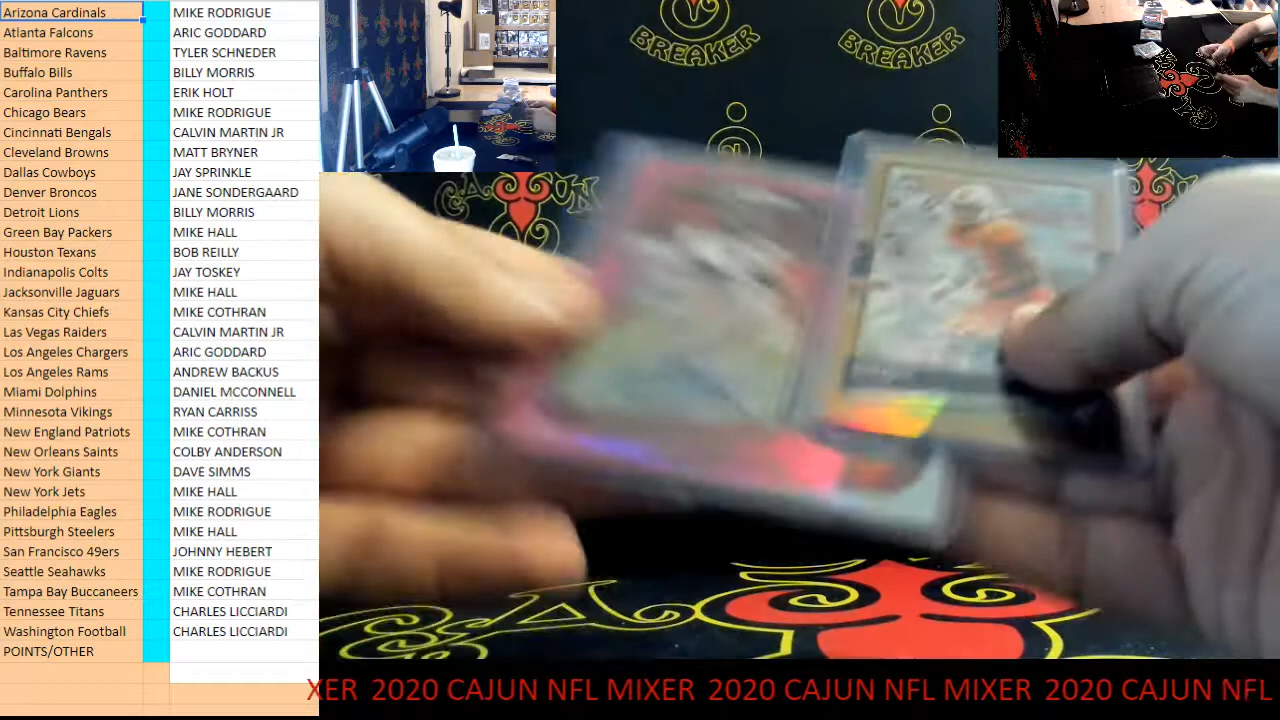 Arizona Cardinals MIKE RODRIGUE
Atlanta Falcons ARIC GODDARD
Baltimore Ravens TYLER SCHNEDER
Buffalo Bills BILLY MORRIS
Carolina Panthers ERIK HOLT
Chicago Bears MIKE RODRIGUE
Cincinnati Bengals CALVIN MARTIN JR
Cleveland Browns MATT BRYNER
Dallas Cowboys JAY SPRINKLE
Denver Broncos JANE SONDERGAARD
Detroit Lions BILLY MORRIS
Green Bay Packers MIKE HALL
Houston Texans BOB REILLY
Indianapolis Colts JAY TOSKEY
Jacksonville Jaguars MIKE HALL
Kansas City Chiefs MIKE COTHRAN
Las Vegas Raiders CALVIN MARTIN JR
Los Angeles Chargers ARIC GODDARD
Los Angeles Rams ANDREW BACKUS
Miami Dolphins DANIEL MCCONNELL
Minnesota Vikings RYAN CARRISS
New England Patriots MIKE COTHRAN
New Orleans Saints COLBY ANDERSON
New York Giants DAVE SIMMS
New York Jets MIKE HALL
Philadelphia Eagles MIKE RODRIGUE
Pittsburgh Steelers MIKE HALL
San Francisco 49ers JOHNNY HEBERT
Seattle Seahawks MIKE RODRIGUE
Tampa Bay Buccaneers MIKE COTHRAN
Tennessee Titans CHARLES LICCIARDI
Washington Football CHARLES LICCIARDI
POINTS/OTHER
BREAKER BREAKER
XER 2020 CAJUN NFL MIXER 2020 CAJUN NFL MIXER 2020 CAJUN NFL